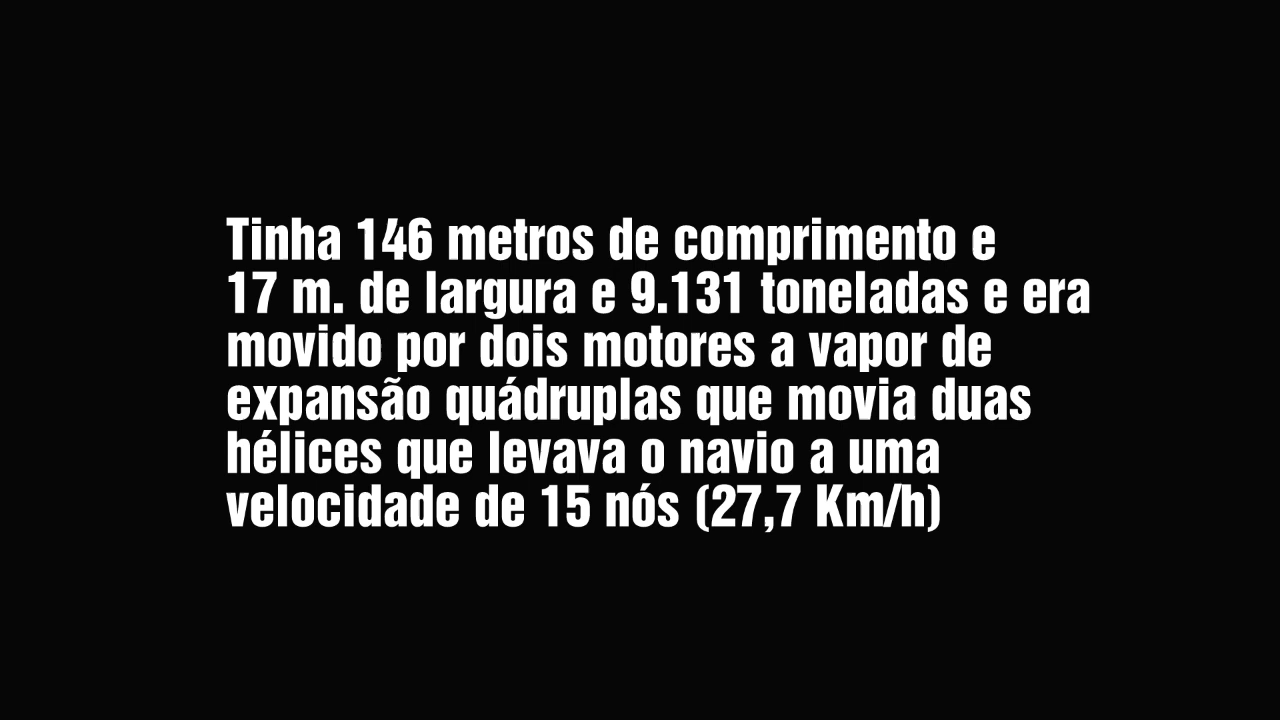 Tinha 146 metros de comprimento e
17 m. de largura e 9.131 toneladas e era
movido por dois motores a vapor de
expansão quádruplas que movia duas
hélices que levava o navio a uma
velocidade de 15 nós (27,7 Km/h)